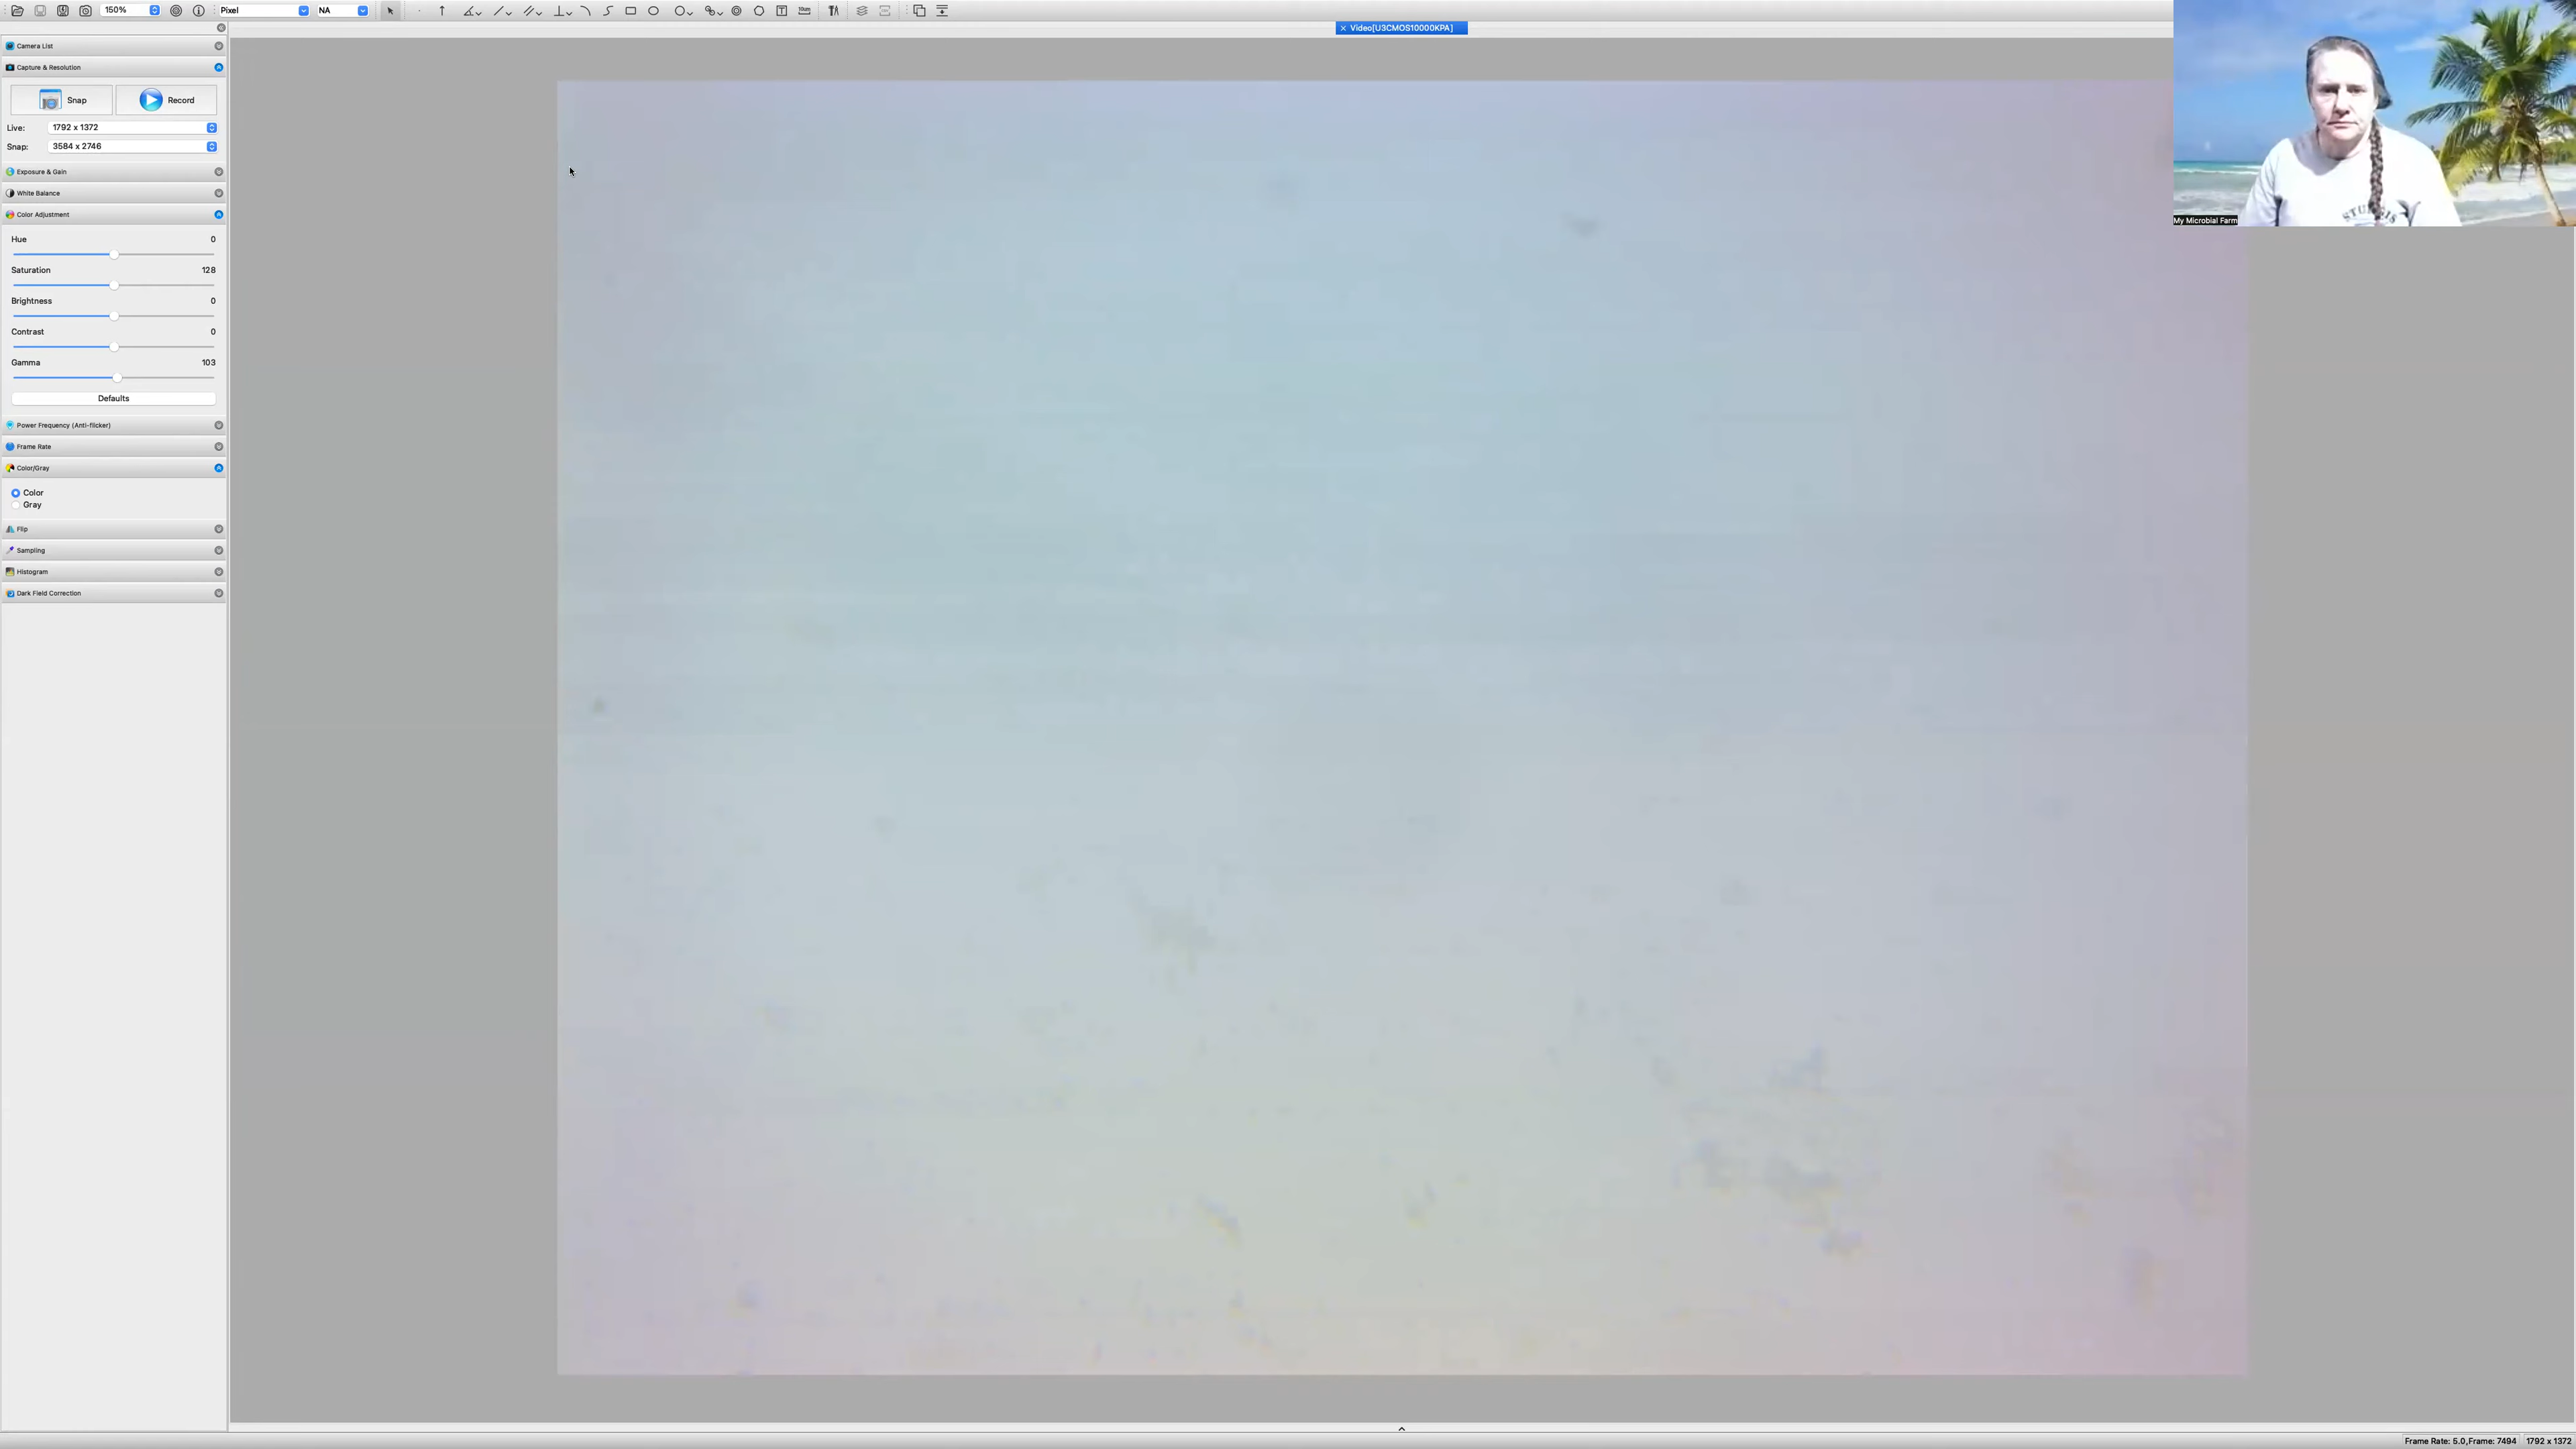 150%
Pixel
NA
× Video[U3CMOS10000KPA]
Camera List
Capture & Resolution
Snap
Record
Live: 1792 x 1372
Snap: 3584 x 2746
Exposure & Gain
White Balance
Color Adjustment
Hue 0
Saturation 128
Brightness 0
Contrast 0
Gamma 103
Defaults
Power Frequency (Anti-flicker)
Frame Rate
Color/Gray
Color
Gray
Flip
Sampling
Histogram
Dark Field Correction
My Microbial Farm
STURGIS
Frame Rate: 5.0,Frame: 7494 1792 x 1372